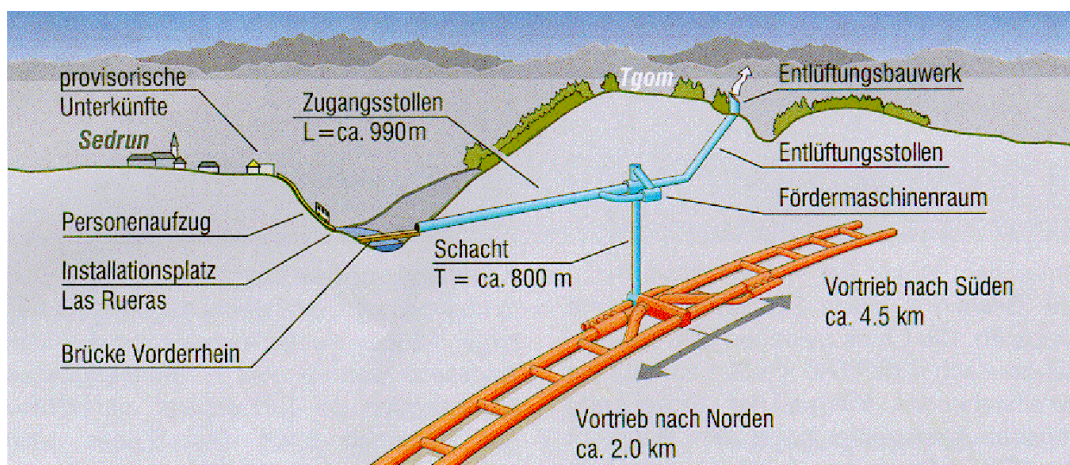 provisorische
Unterkünfte
Sedrun
Personenaufzug
Installationsplatz
Las Rueras
Brücke Vorderrhein
Zugangsstollen
L=ca. 990m
Tgom
Entlüftungsbauwerk
Entlüftungsstollen
Fördermaschinenraum
Schacht
T = ca. 800 m
Vortrieb nach Süden
ca. 4.5 km
Vortrieb nach Norden
ca. 2.0 km